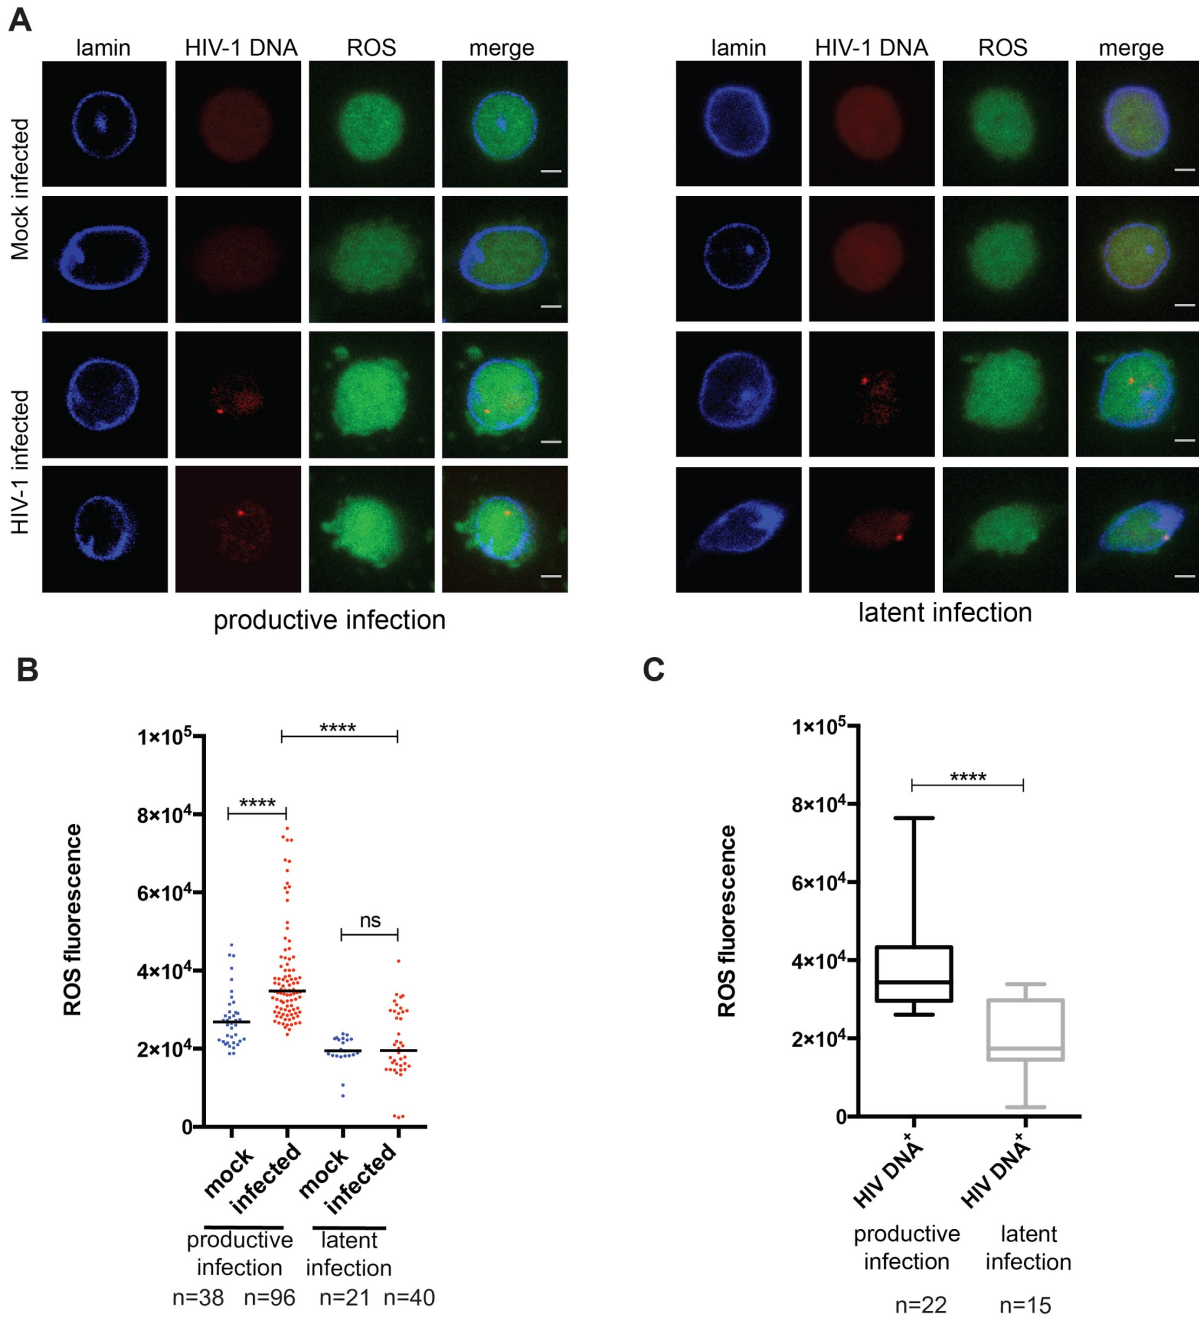 A
lamin HIV-1 DNA ROS merge
lamin HIV-1 DNA ROS merge
Mock infected
HIV-1 infected
productive infection
latent infection
B
ROS fluorescence
1×10⁵
8×10⁴
6×10⁴
4×10⁴
2×10⁴
0
****
****
ns
mock
infected
mock
infected
productive
infection
latent
infection
n=38 n=96 n=21 n=40
C
ROS fluorescence
1×10⁵
8×10⁴
6×10⁴
4×10⁴
2×10⁴
0
****
HIV DNA⁺
HIV DNA⁺
productive
infection
latent
infection
n=22 n=15